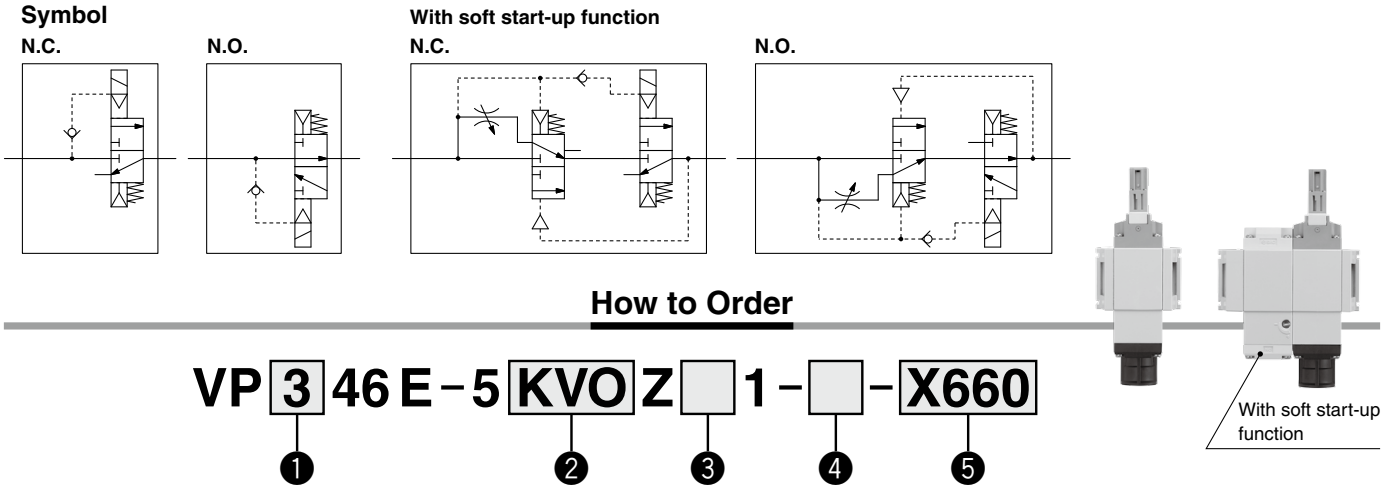 Symbol
With soft start-up function
N.C.
N.O.
N.C.
N.O.
How to Order
VP 3 46 E - 5 KVO Z 1 - - X660
1 2 3 4 5
With soft start-up
function